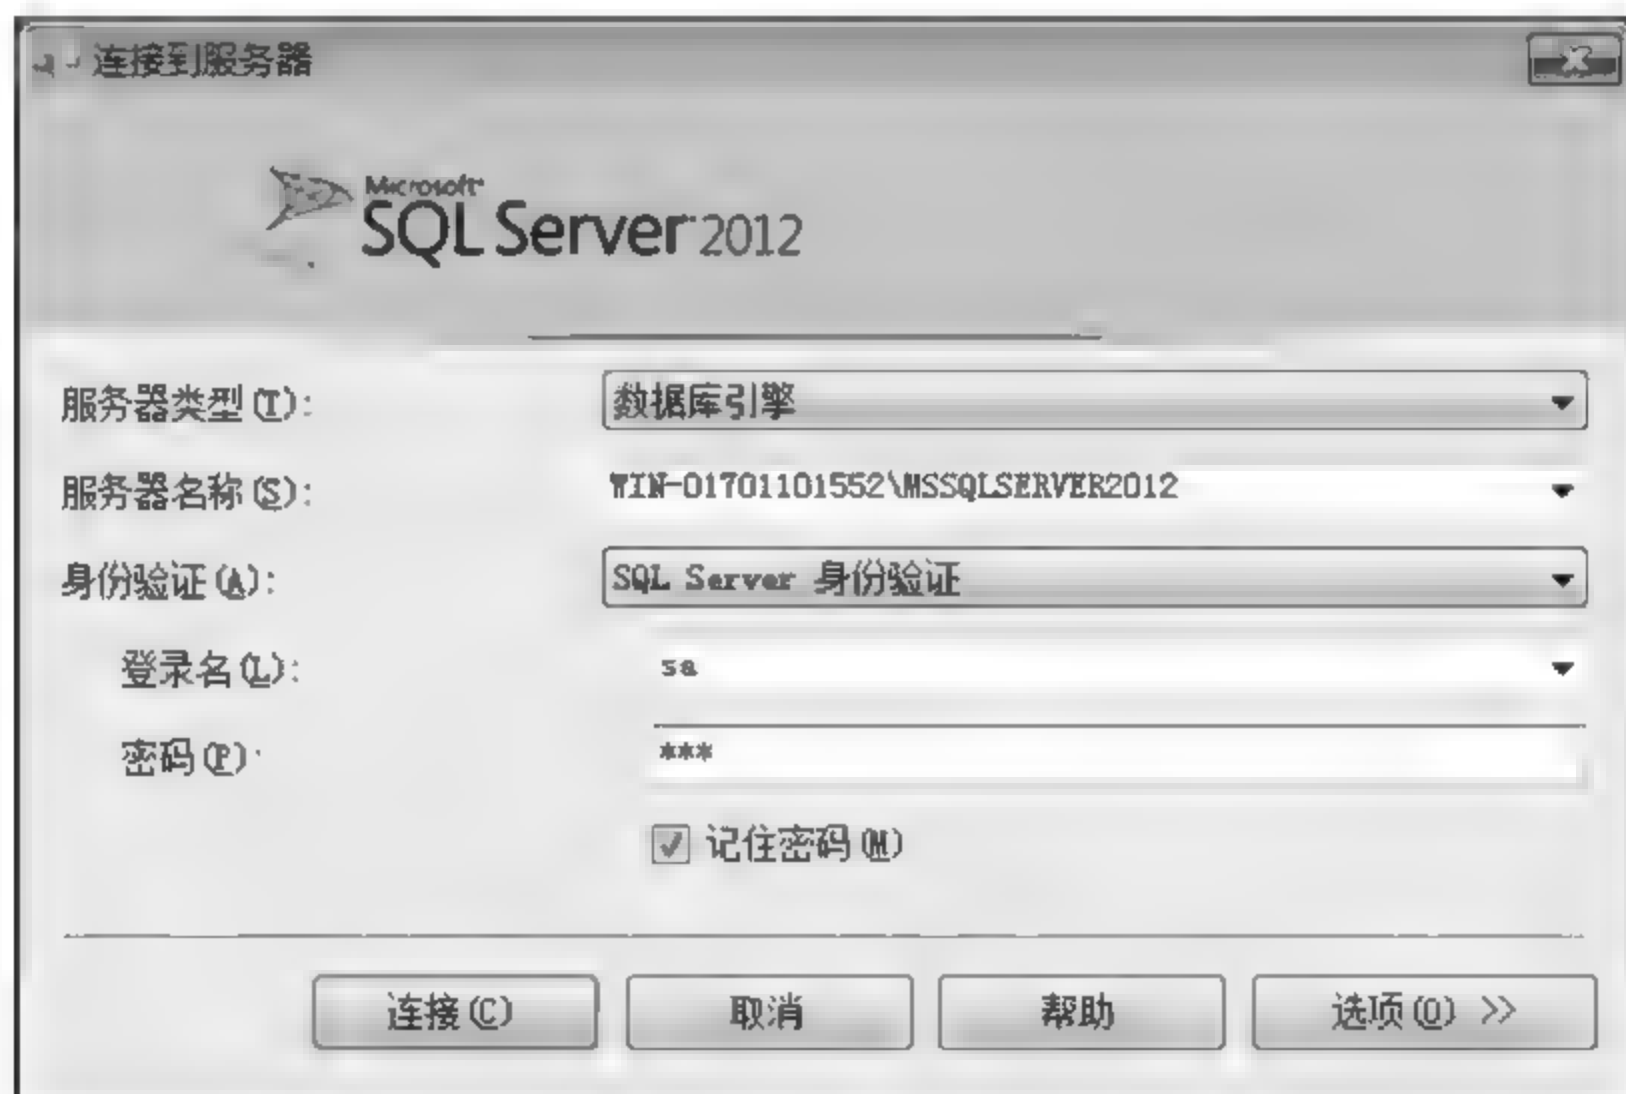 连接到服务器
Microsoft
SQL Server 2012
服务器类型(T): 数据库引擎
服务器名称(S): WIN-01701101552\MSSQLSERVER2012
身份验证(A): SQL Server 身份验证
登录名(L): sa
密码(P): ***
记住密码(M)
连接(C) 取消 帮助 选项(O) >>